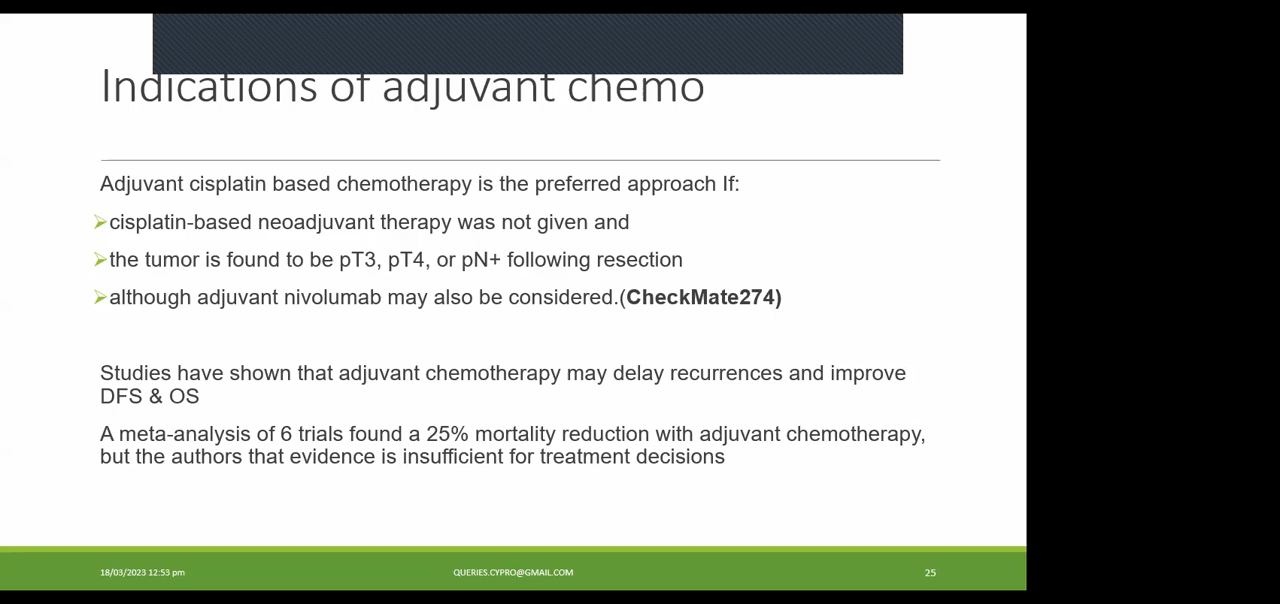 Indications of adjuvant chemo
Adjuvant cisplatin based chemotherapy is the preferred approach If:
cisplatin-based neoadjuvant therapy was not given and
the tumor is found to be pT3, pT4, or pN+ following resection
although adjuvant nivolumab may also be considered.(CheckMate274)
Studies have shown that adjuvant chemotherapy may delay recurrences and improve
DFS & OS
A meta-analysis of 6 trials found a 25% mortality reduction with adjuvant chemotherapy,
but the authors that evidence is insufficient for treatment decisions
18/03/2023 12:53 pm
QUERIES.CYPRO@GMAIL.COM
25